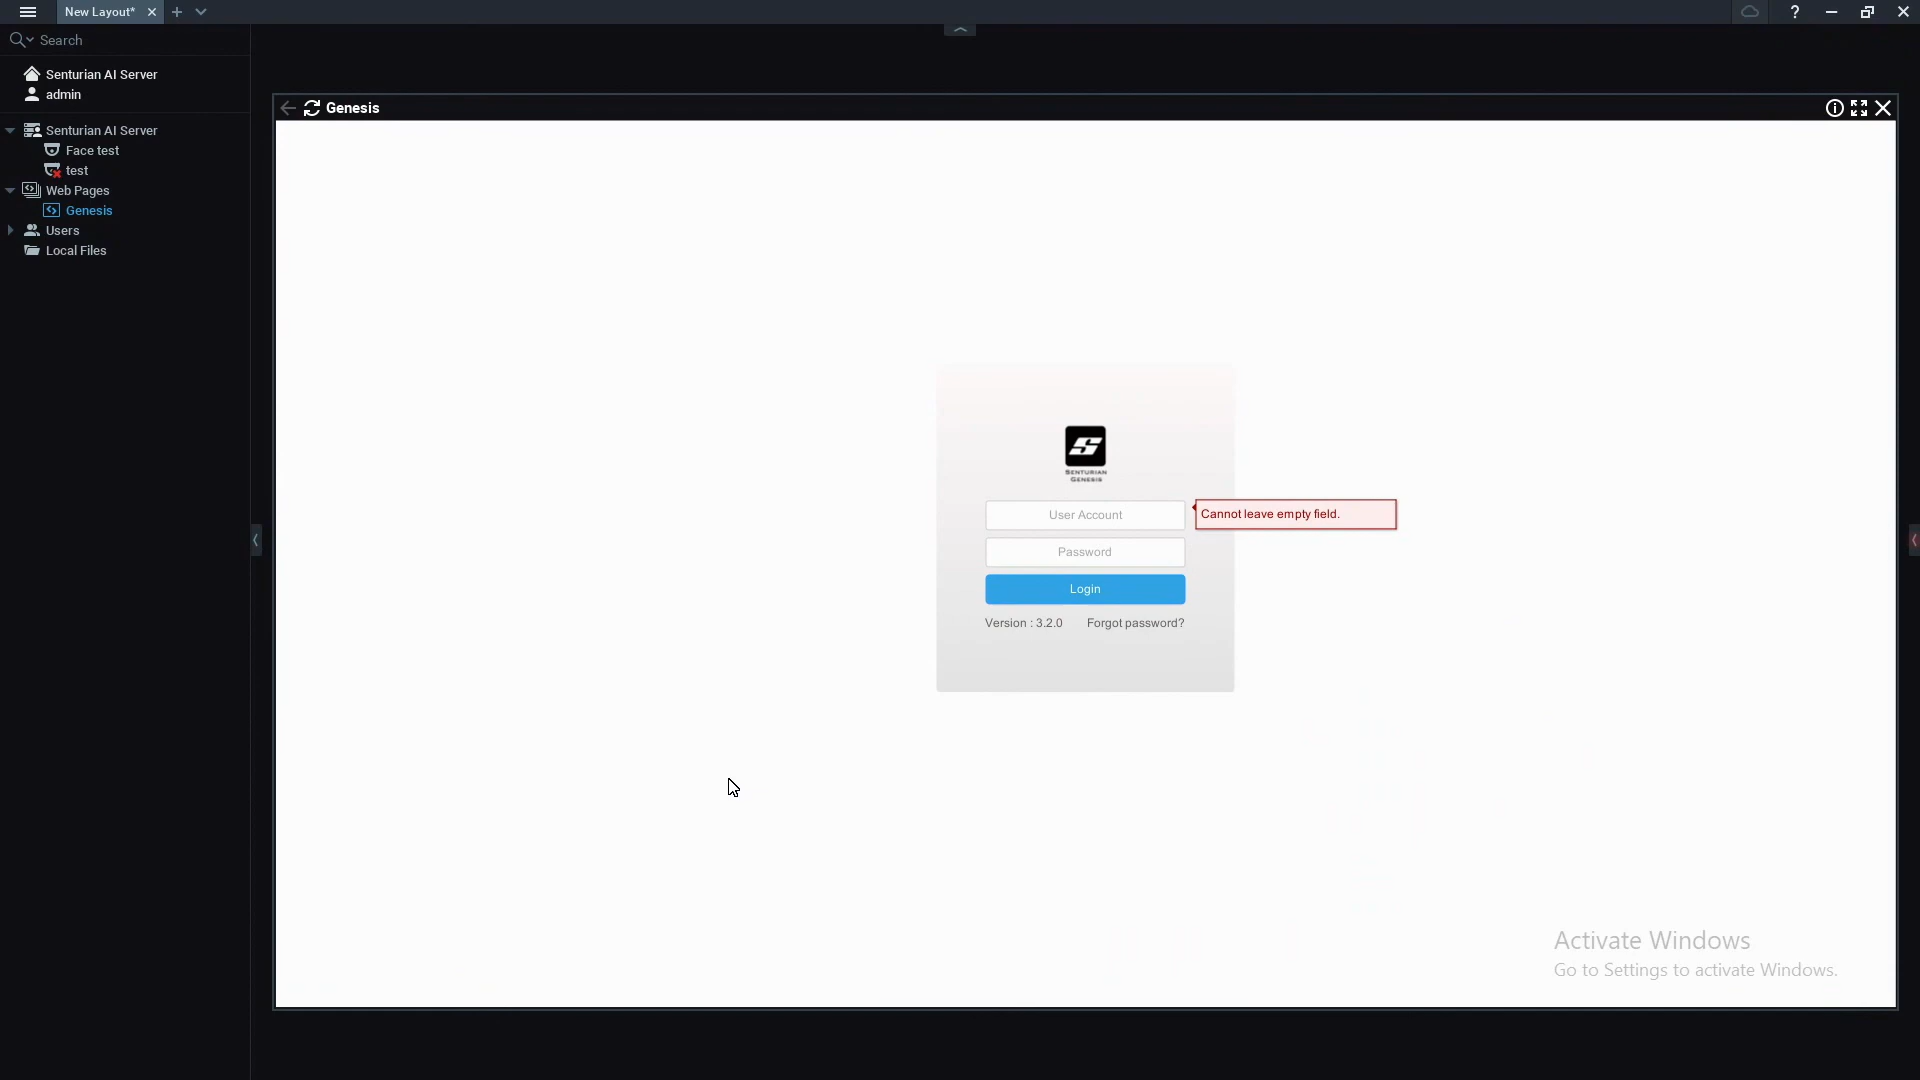 New Layout*
Search
Senturian AI Server
admin
Senturian AI Server
Face test
test
Web Pages
Genesis
Users
Local Files
Genesis
SENTURIAN
GENESIS
User Account
Cannot leave empty field.
Password
Login
Version : 3.2.0 Forgot password?
Activate Windows
Go to Settings to activate Windows.